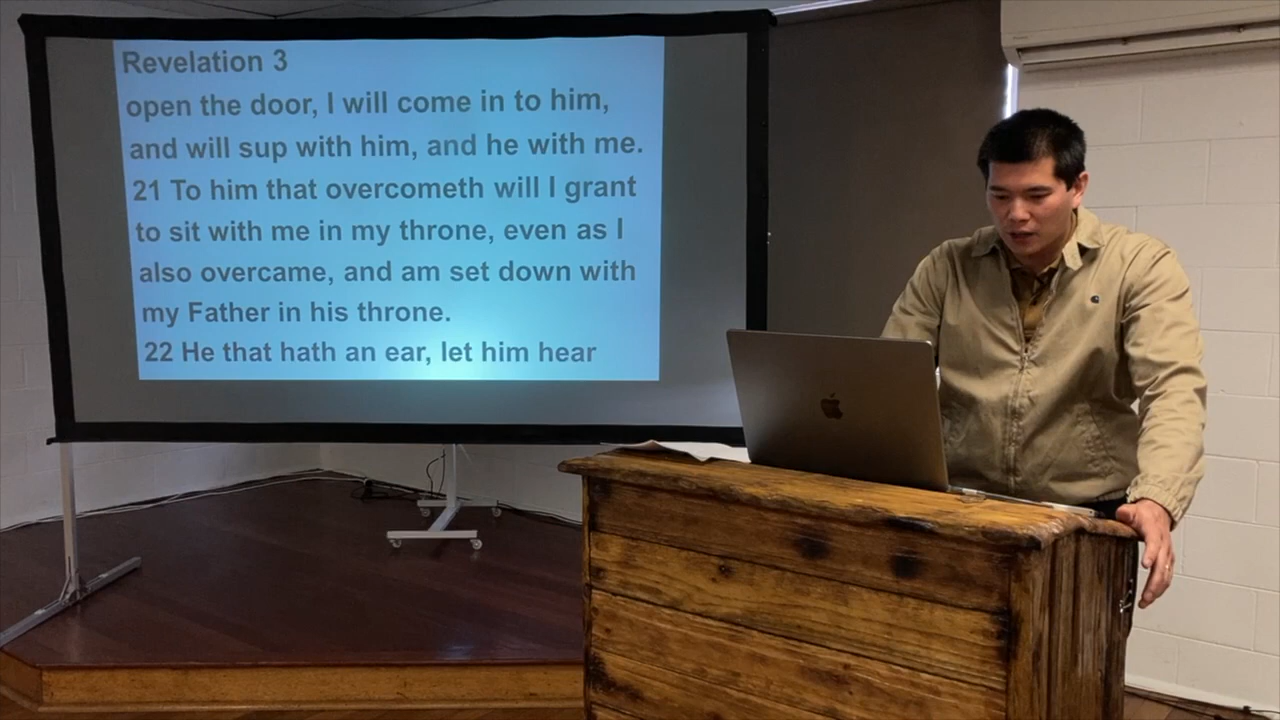 Revelation 3
open the door, I will come in to him,
and will sup with him, and he with me.
21 To him that overcometh will I grant
to sit with me in my throne, even as I
also overcame, and am set down with
my Father in his throne.
22 He that hath an ear, let him hear